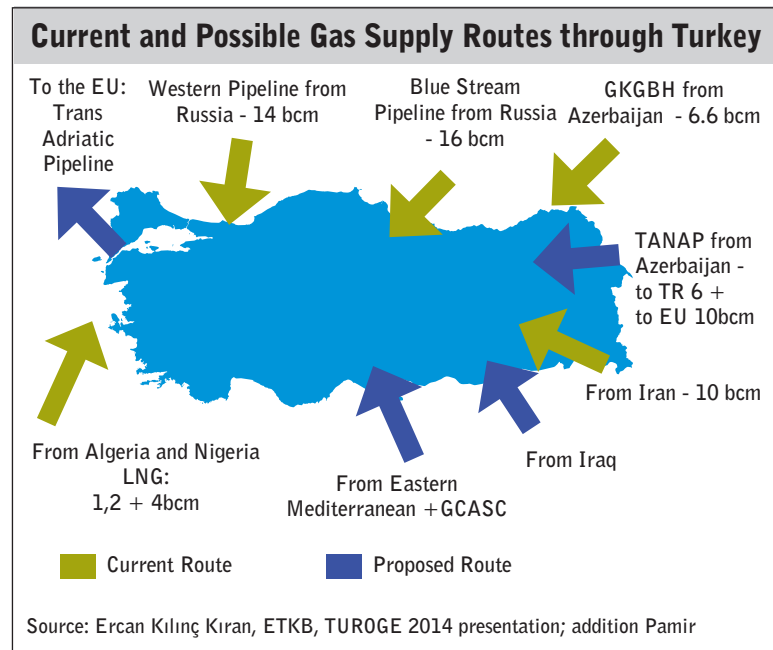 Current and Possible Gas Supply Routes through Turkey
To the EU:
Trans
Adriatic
Pipeline
Western Pipeline from
Russia - 14 bcm
Blue Stream
Pipeline from Russia
- 16 bcm
GKGBH from
Azerbaijan - 6.6 bcm
TANAP from
Azerbaijan -
to TR 6 +
to EU 10bcm
From Iran - 10 bcm
From Iraq
From Eastern
Mediterranean +GCASC
From Algeria and Nigeria
LNG:
1,2 + 4bcm
Current Route
Proposed Route
Source: Ercan Kılınç Kıran, ETKB, TUROGE 2014 presentation; addition Pamir